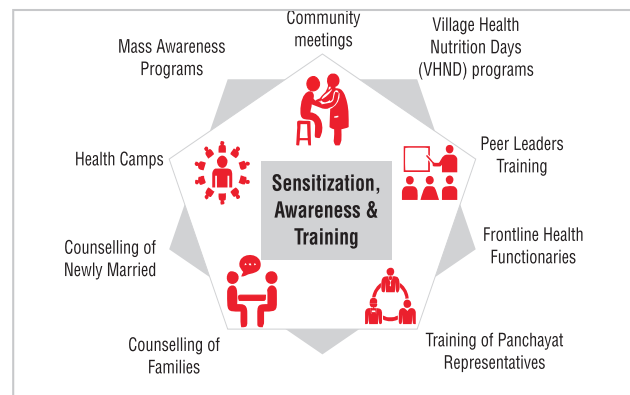 Community
meetings
Village Health
Nutrition Days
(VHND) programs
Mass Awareness
Programs
Peer Leaders
Training
Health Camps
Sensitization,
Awareness &
Training
Frontline Health
Functionaries
Counselling of
Newly Married
Training of Panchayat
Representatives
Counselling of
Families